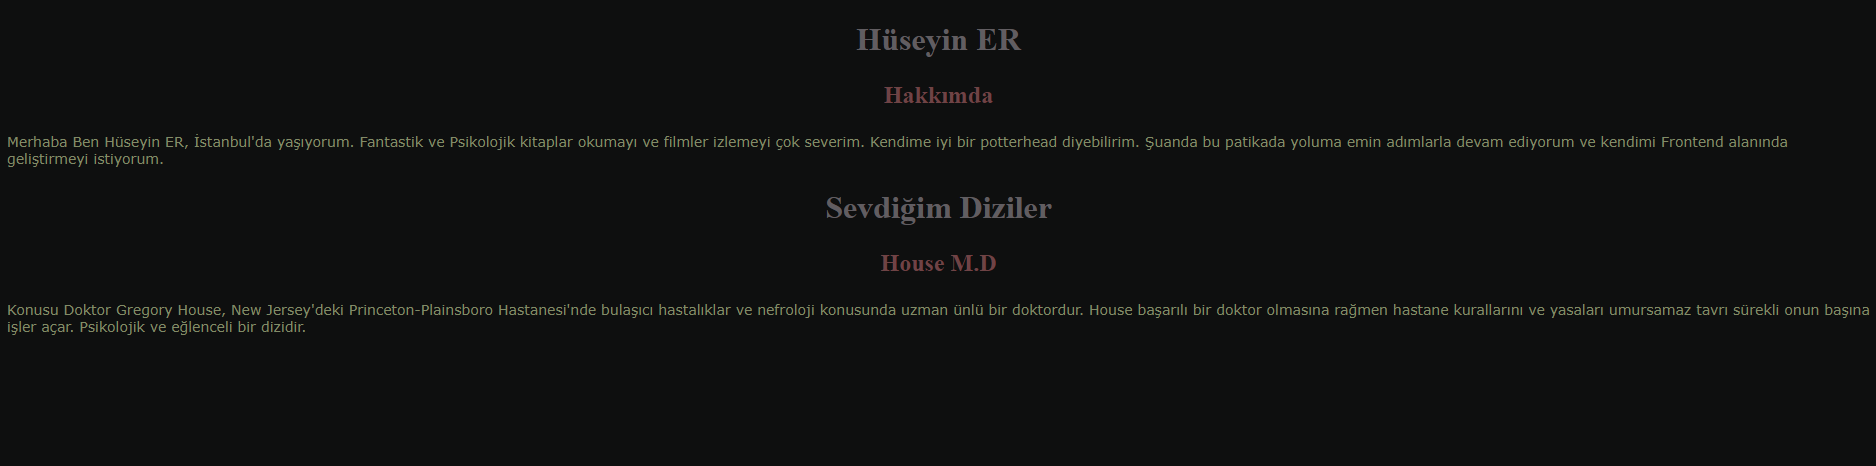 Hüseyin ER
Hakkımda
Merhaba Ben Hüseyin ER, İstanbul'da yaşıyorum. Fantastik ve Psikolojik kitaplar okumayı ve filmler izlemeyi çok severim. Kendime iyi bir potterhead diyebilirim. Şuanda bu patikada yoluma emin adımlarla devam ediyorum ve kendimi Frontend alanında
geliştirmeyi istiyorum.
Sevdiğim Diziler
House M.D
Konusu Doktor Gregory House, New Jersey'deki Princeton-Plainsboro Hastanesi'nde bulaşıcı hastalıklar ve nefroloji konusunda uzman ünlü bir doktordur. House başarılı bir doktor olmasına rağmen hastane kurallarını ve yasaları umursamaz tavrı sürekli onun başına
işler açar. Psikolojik ve eğlenceli bir dizidir.